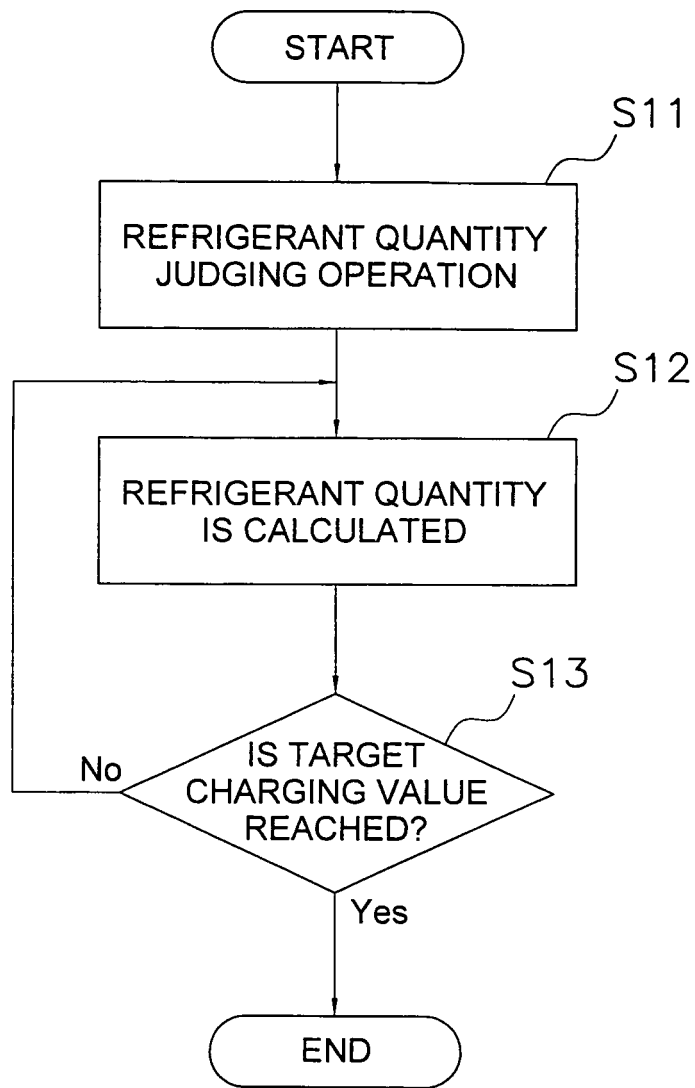 START
S11
REFRIGERANT QUANTITY
JUDGING OPERATION
S12
REFRIGERANT QUANTITY
IS CALCULATED
S13
IS TARGET
CHARGING VALUE
REACHED?
No
Yes
END